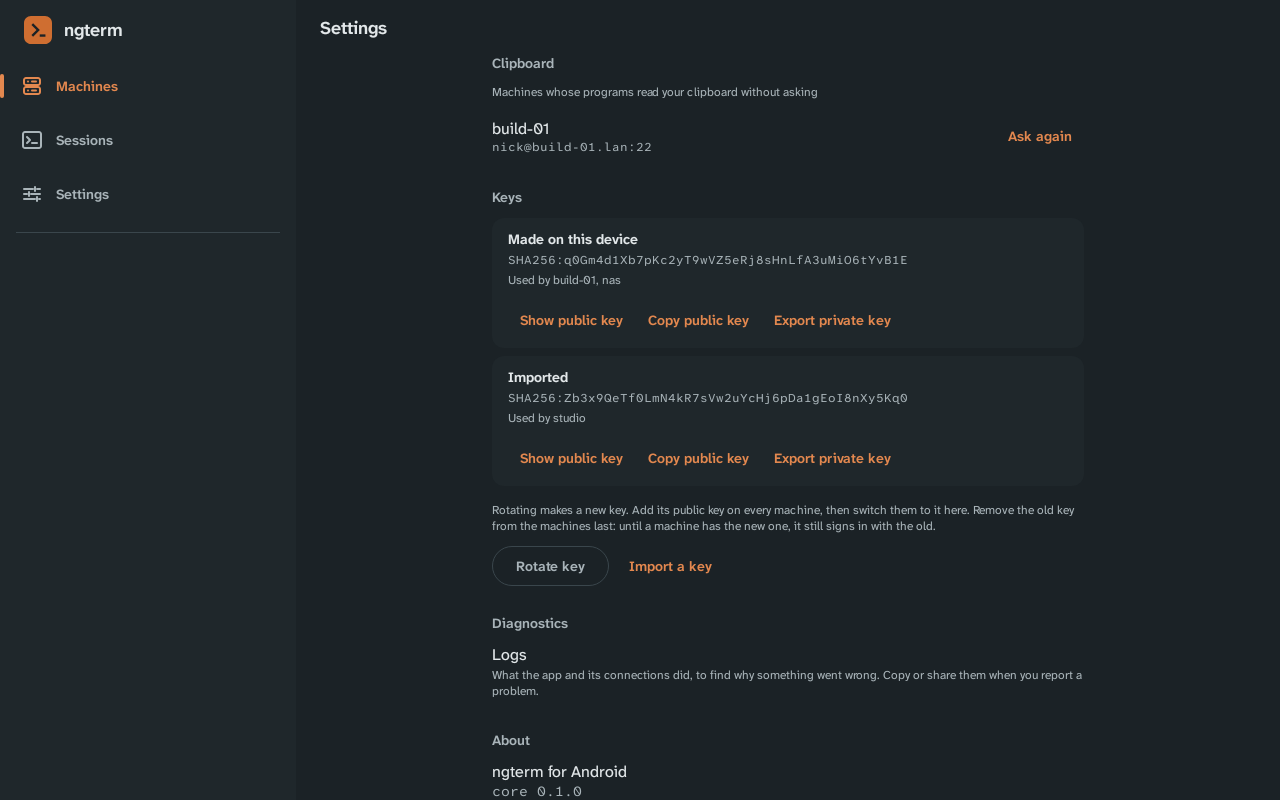 ngterm
Settings
Machines
Sessions
Settings
Clipboard
Machines whose programs read your clipboard without asking
build-01
nick@build-01.lan:22
Ask again
Keys
Made on this device
SHA256:q0Gm4d1Xb7pKc2yT9wVZ5eRj8sHnLfA3uMiO6tYvB1E
Used by build-01, nas
Show public key Copy public key Export private key
Imported
SHA256:Zb3x9QeTf0LmN4kR7sVw2uYcHj6pDa1gEoI8nXy5Kq0
Used by studio
Show public key Copy public key Export private key
Rotating makes a new key. Add its public key on every machine, then switch them to it here. Remove the old key
from the machines last: until a machine has the new one, it still signs in with the old.
Rotate key Import a key
Diagnostics
Logs
What the app and its connections did, to find why something went wrong. Copy or share them when you report a
problem.
About
ngterm for Android
core 0.1.0